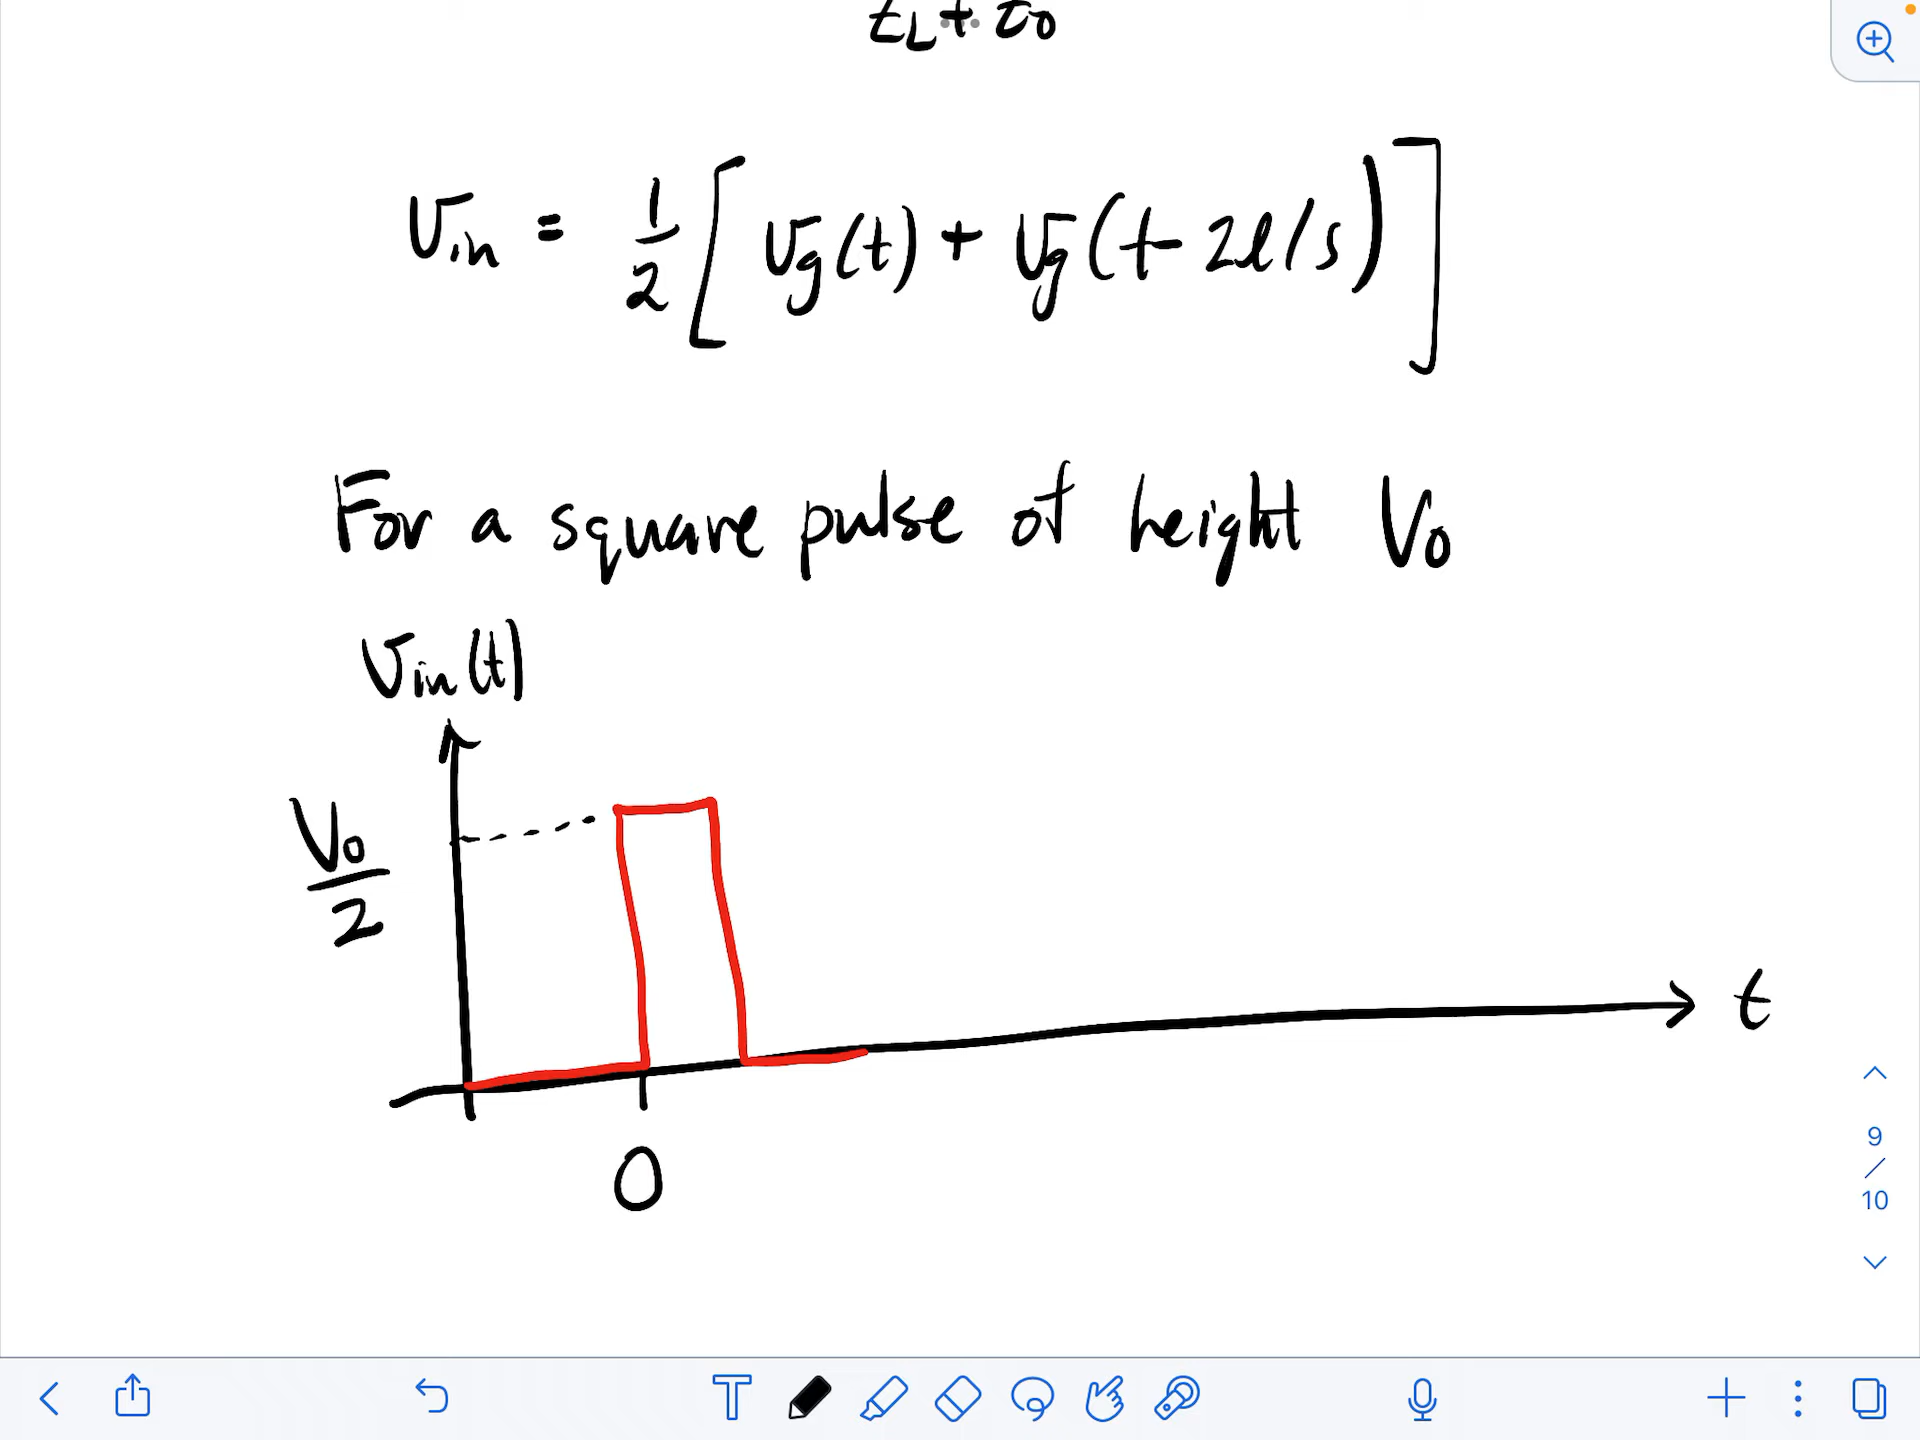 Vin = 1/2 [ Vg(t) + Vg(t - 2l/s) ]
For a square pulse of height V0
Vin(t)
V0/2
t
0
9
/
10
T